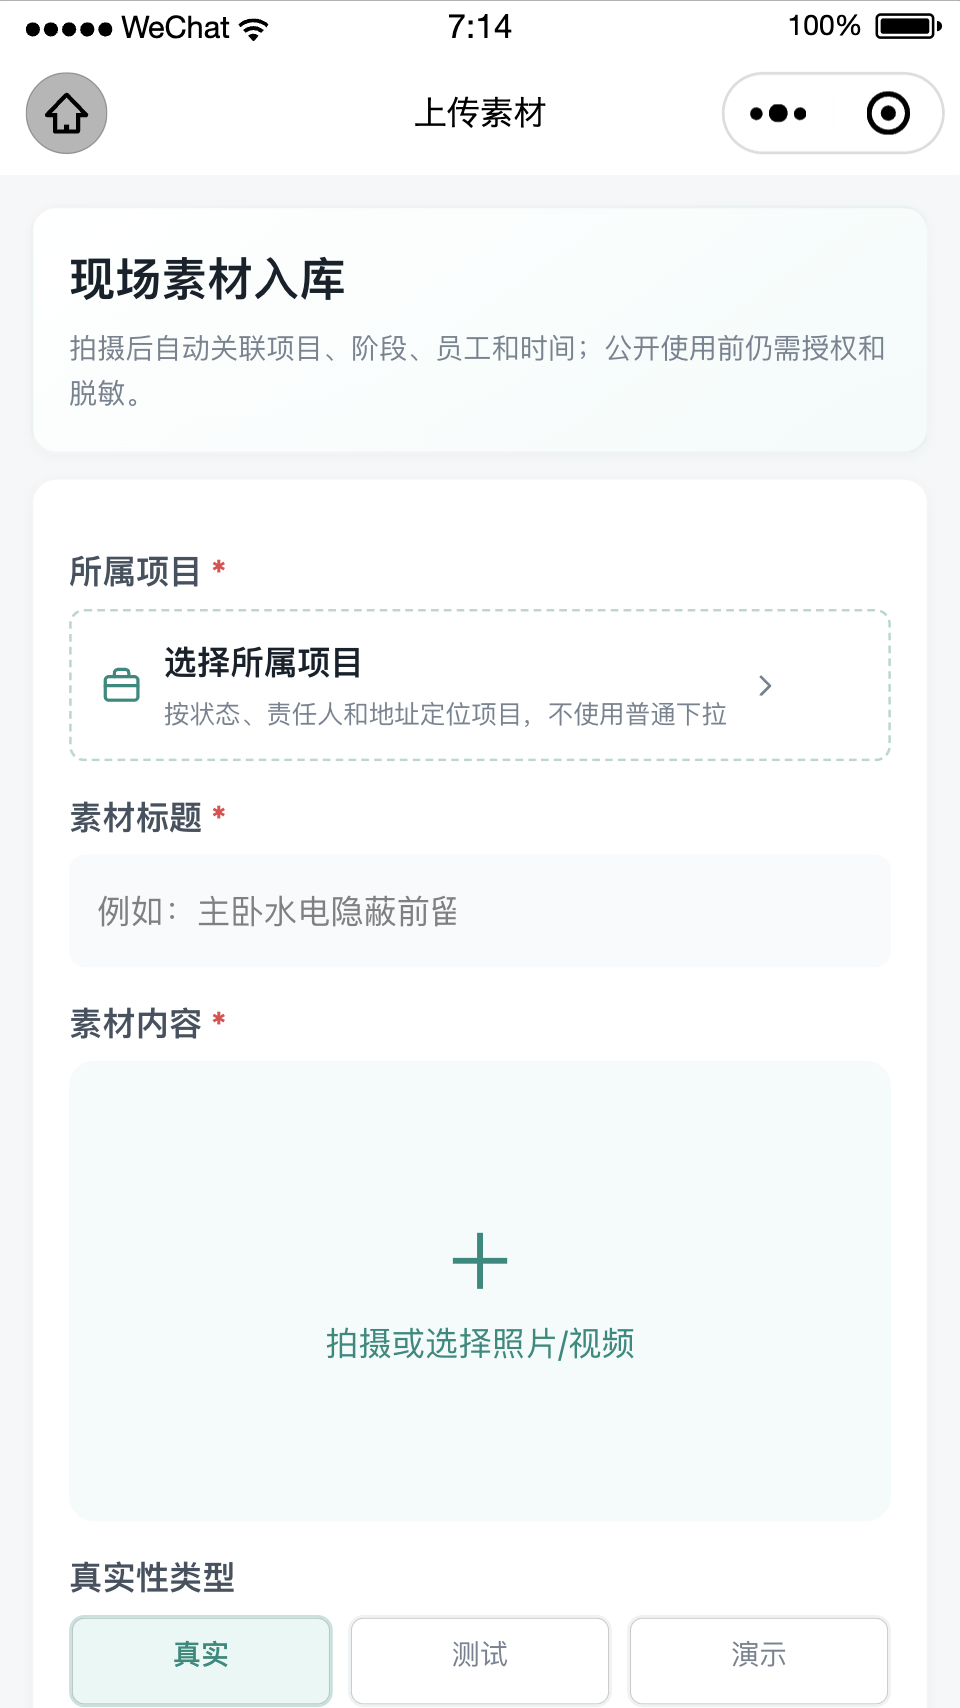 WeChat 7:14 100%
上传素材
现场素材入库
拍摄后自动关联项目、阶段、员工和时间；公开使用前仍需授权和
脱敏。
所属项目 *
选择所属项目
按状态、责任人和地址定位项目，不使用普通下拉
素材标题 *
例如：主卧水电隐蔽前留
素材内容 *
拍摄或选择照片/视频
真实性类型
真实 测试 演示